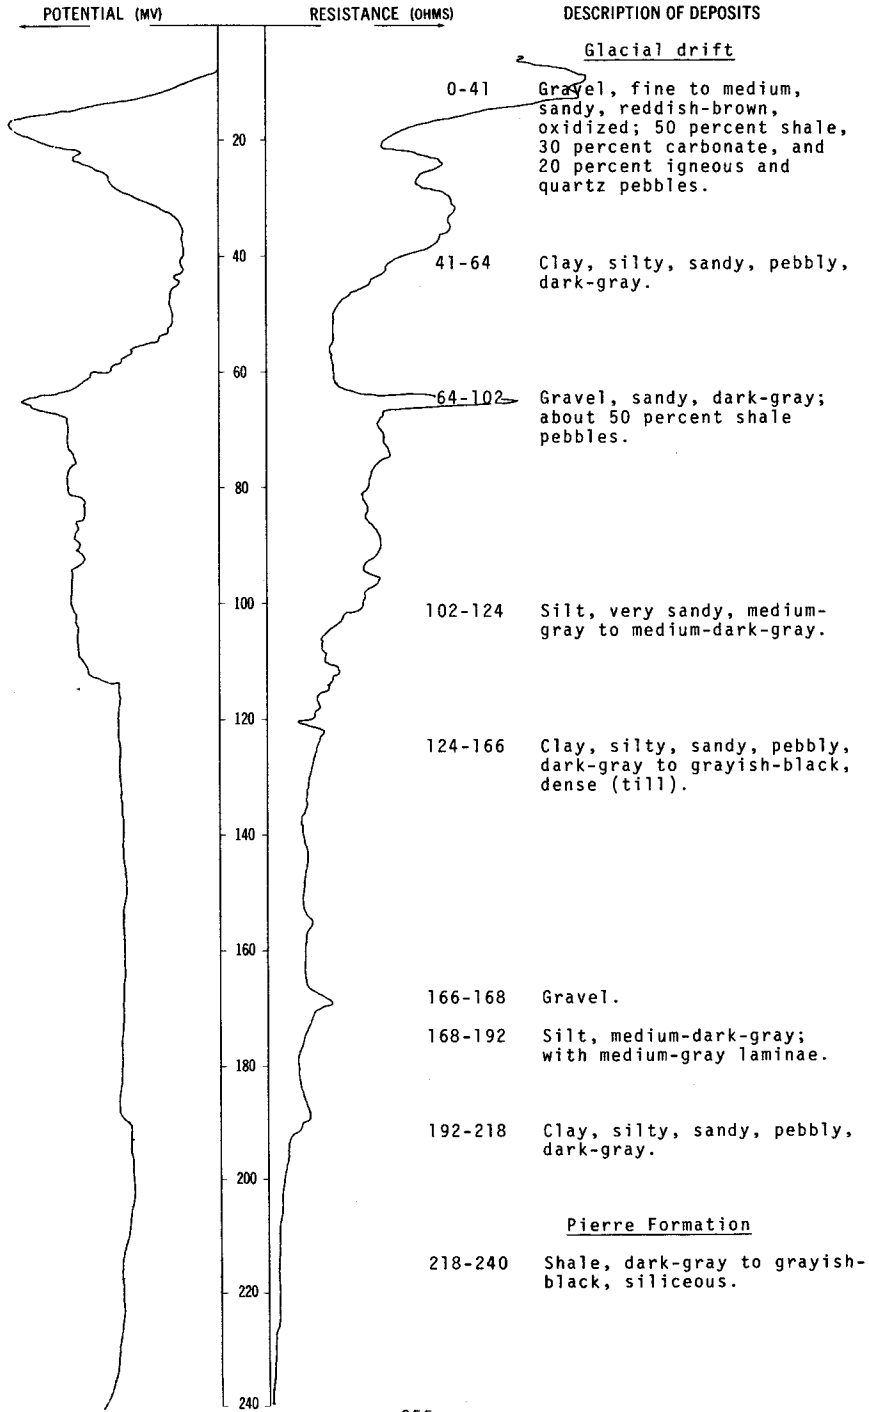 POTENTIAL (MV) RESISTANCE (OHMS) DESCRIPTION OF DEPOSITS
Glacial drift
0-41 Gravel, fine to medium,
sandy, reddish-brown,
oxidized; 50 percent shale,
30 percent carbonate, and
20 percent igneous and
quartz pebbles.
20
40
41-64 Clay, silty, sandy, pebbly,
dark-gray.
60
64-102 Gravel, sandy, dark-gray;
about 50 percent shale
pebbles.
80
100
102-124 Silt, very sandy, medium-
gray to medium-dark-gray.
120
124-166 Clay, silty, sandy, pebbly,
dark-gray to grayish-black,
dense (till).
140
160
166-168 Gravel.
168-192 Silt, medium-dark-gray;
with medium-gray laminae.
180
192-218 Clay, silty, sandy, pebbly,
dark-gray.
200
Pierre Formation
218-240 Shale, dark-gray to grayish-
black, siliceous.
220
240